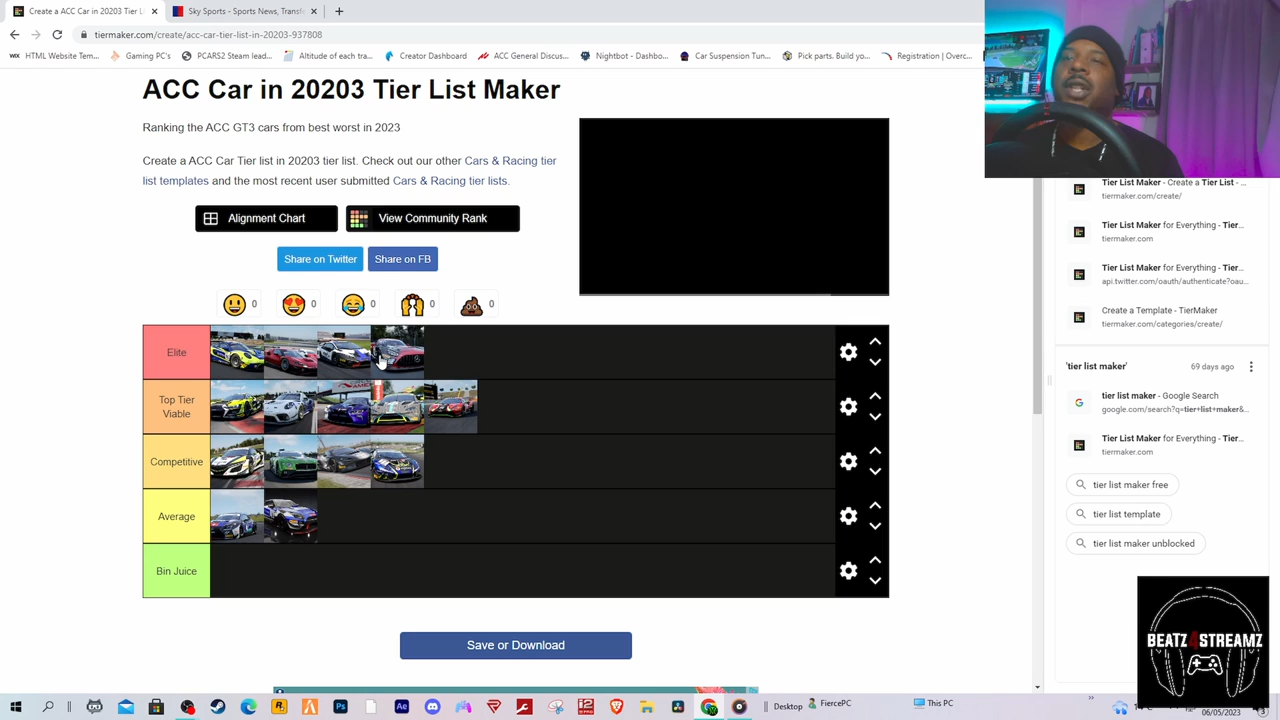 Create a ACC Car in 20203 Tier Li
Sky Sports - Sports News, Transfe
tiermaker.com/create/acc-car-tier-list-in-20203-937808
WIX HTML Website Tem...
Gaming PC's
PCARS2 Steam lead...
Altitude of each tra...
Creator Dashboard
ACC General Discus...
Nightbot - Dashbo...
Car Suspension Tun...
Pick parts. Build yo...
Registration | Overc...
ACC Car in 20203 Tier List Maker
Ranking the ACC GT3 cars from best worst in 2023
Create a ACC Car Tier list in 20203 tier list. Check out our other Cars & Racing tier
list templates and the most recent user submitted Cars & Racing tier lists.
Alignment Chart
View Community Rank
Share on Twitter
Share on FB
0
0
0
0
0
Elite
Top Tier
Viable
Competitive
Average
Bin Juice
Save or Download
Tier List Maker - Create a Tier List - ...
tiermaker.com/create/
Tier List Maker for Everything - Tier...
tiermaker.com
Tier List Maker for Everything - Tier...
api.twitter.com/oauth/authenticate?oau...
Create a Template - TierMaker
tiermaker.com/categories/create/
'tier list maker'
69 days ago
tier list maker - Google Search
google.com/search?q=tier+list+maker&...
Tier List Maker for Everything - Tier...
tiermaker.com
tier list maker free
tier list template
tier list maker unblocked
BEATZ4STREAMZ
Desktop
FiercePC
This PC
06/05/2023